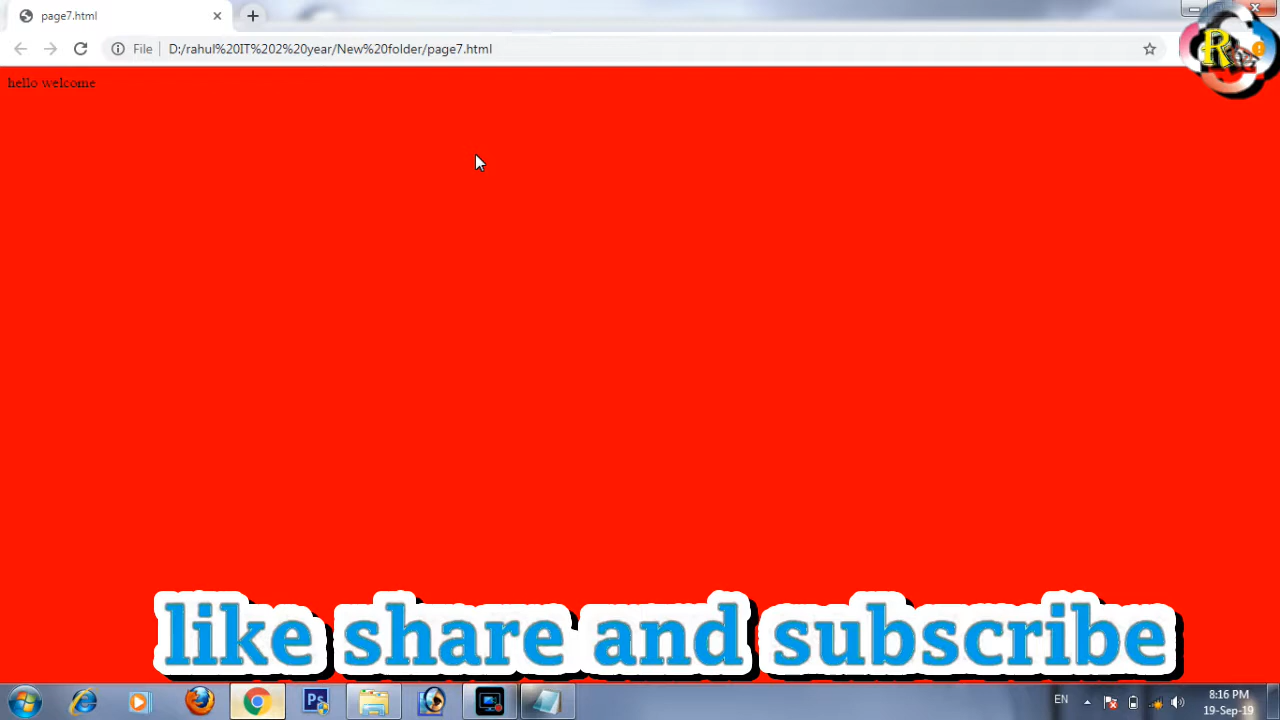 page7.html
File D:/rahul%20IT%202%20year/New%20folder/page7.html
hello welcome
like share and subscribe
Ps
EN
8:16 PM
19-Sep-19